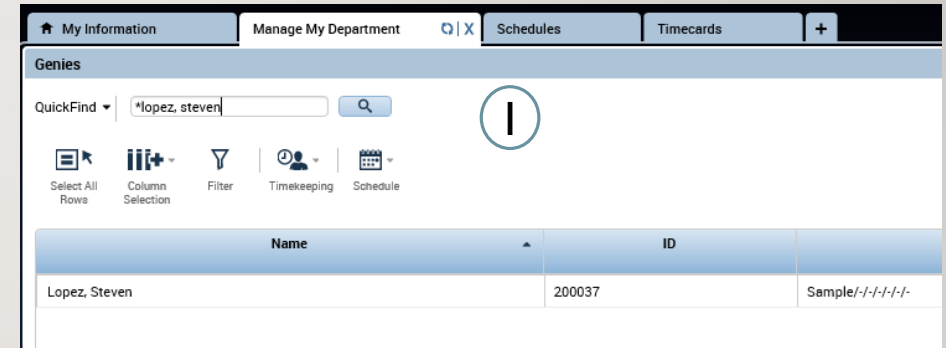 My Information
Manage My Department
X
Schedules
Timecards
+
Genies
QuickFind
*lopez, steven
1
Select All
Rows
Column
Selection
Filter
Timekeeping
Schedule
Name
ID
Lopez, Steven
200037
Sample/-/-/-/-/-/-